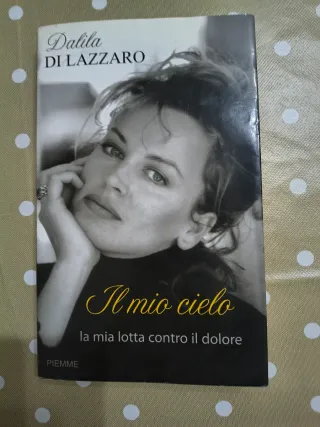 Dalila
DI LAZZARO
Il mio cielo
la mia lotta contro il dolore
PIEMME